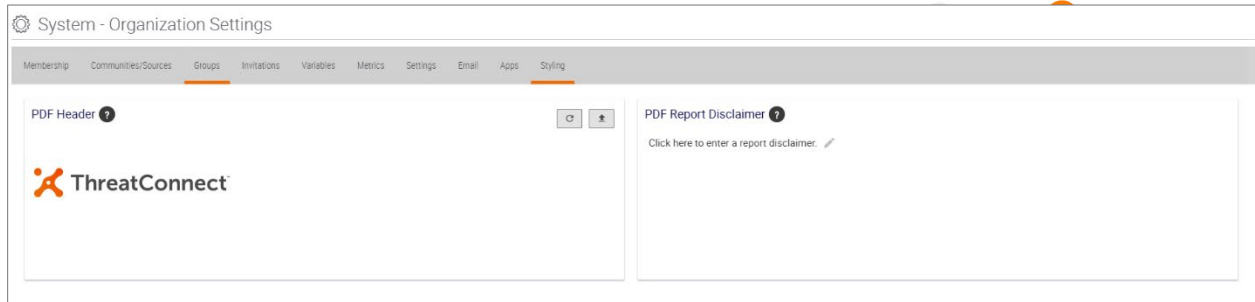 System - Organization Settings
Membership Communities/Sources Groups Invitations Variables Metrics Settings Email Apps Styling
PDF Header ?
ThreatConnect
PDF Report Disclaimer ?
Click here to enter a report disclaimer.